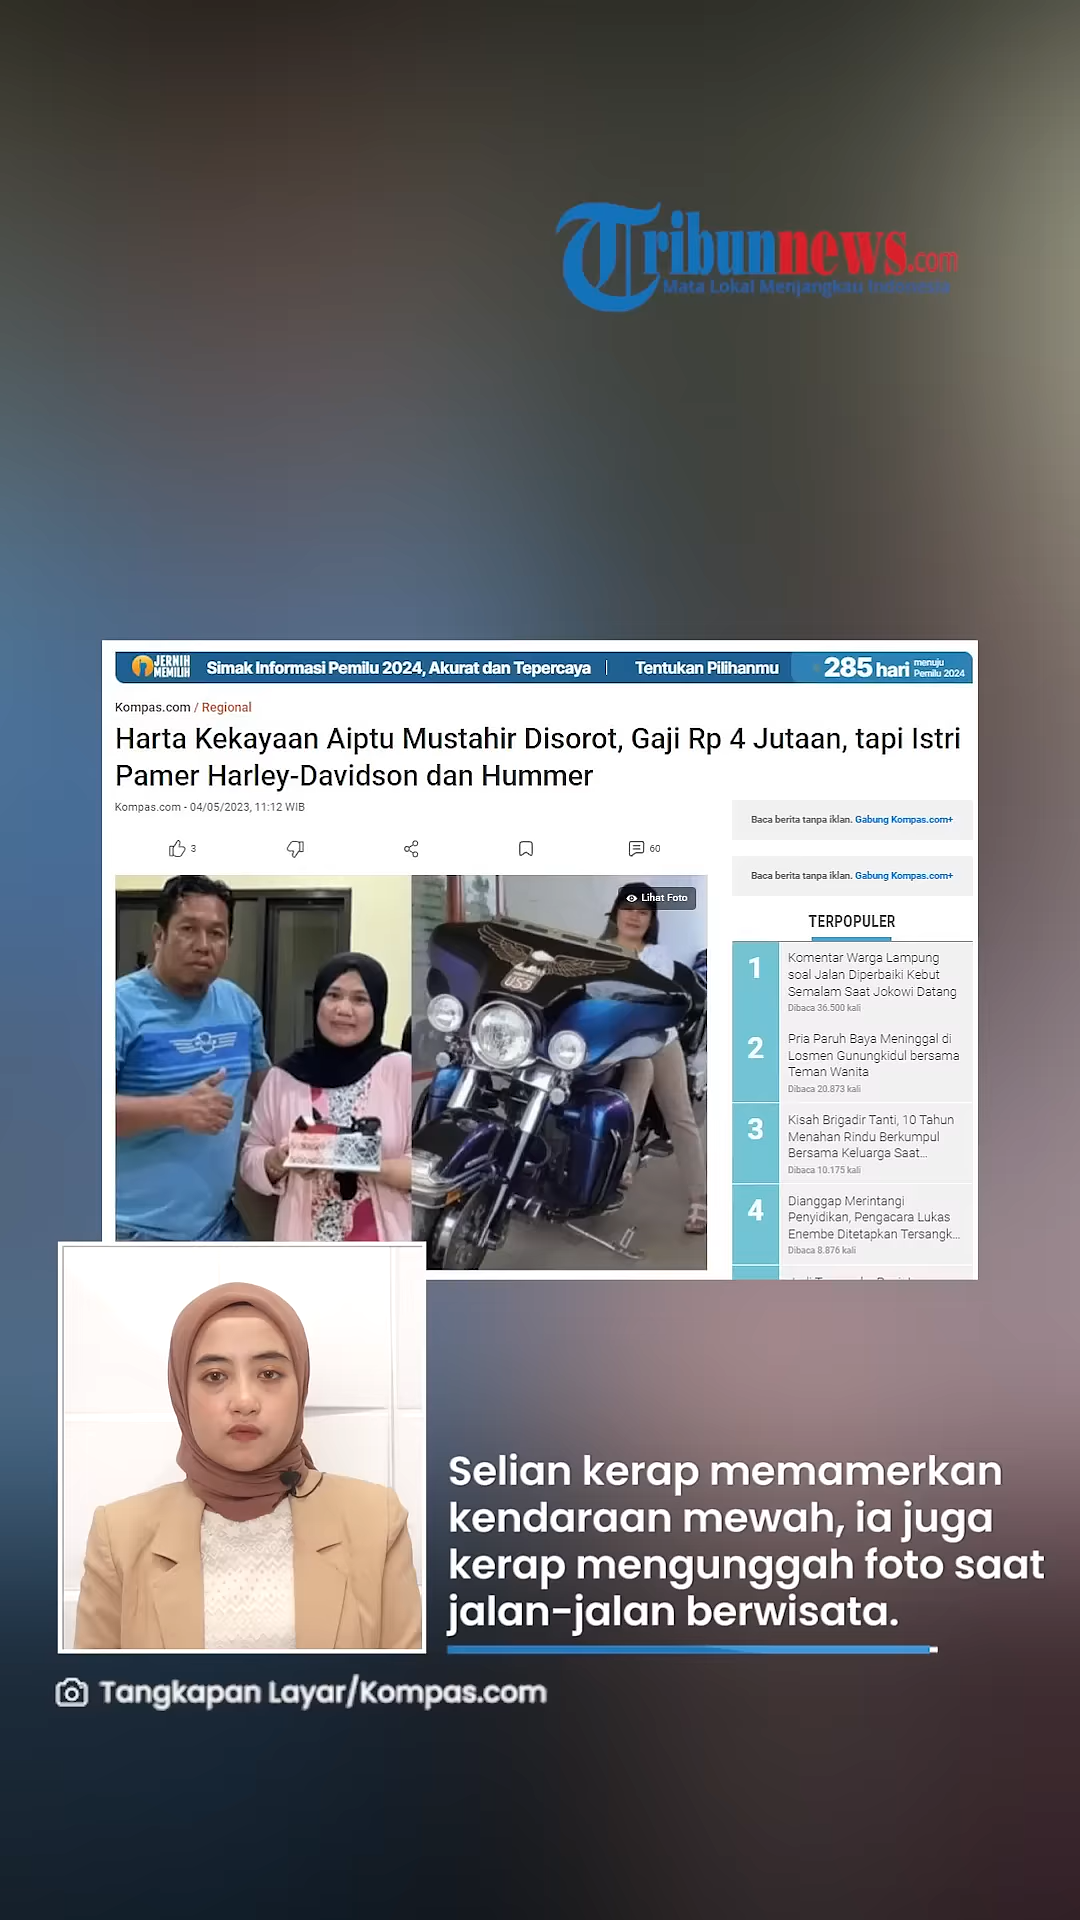 Tribunnews.com
Mata Lokal Menjangkau Indonesia
JERNIH
MEMILIH
Simak Informasi Pemilu 2024, Akurat dan Tepercaya | Tentukan Pilihanmu
285 hari menuju
Pemilu 2024
Kompas.com / Regional
Harta Kekayaan Aiptu Mustahir Disorot, Gaji Rp 4 Jutaan, tapi Istri
Pamer Harley-Davidson dan Hummer
Kompas.com - 04/05/2023, 11:12 WIB
Baca berita tanpa iklan. Gabung Kompas.com+
3
60
Baca berita tanpa iklan. Gabung Kompas.com+
Lihat Foto
USA
TERPOPULER
1
Komentar Warga Lampung
soal Jalan Diperbaiki Kebut
Semalam Saat Jokowi Datang
Dibaca 36.500 kali
2
Pria Paruh Baya Meninggal di
Losmen Gunungkidul bersama
Teman Wanita
Dibaca 20.873 kali
3
Kisah Brigadir Tanti, 10 Tahun
Menahan Rindu Berkumpul
Bersama Keluarga Saat...
Dibaca 10.175 kali
4
Dianggap Merintangi
Penyidikan, Pengacara Lukas
Enembe Ditetapkan Tersangk...
Dibaca 8.876 kali
Selian kerap memamerkan
kendaraan mewah, ia juga
kerap mengunggah foto saat
jalan-jalan berwisata.
Tangkapan Layar/Kompas.com